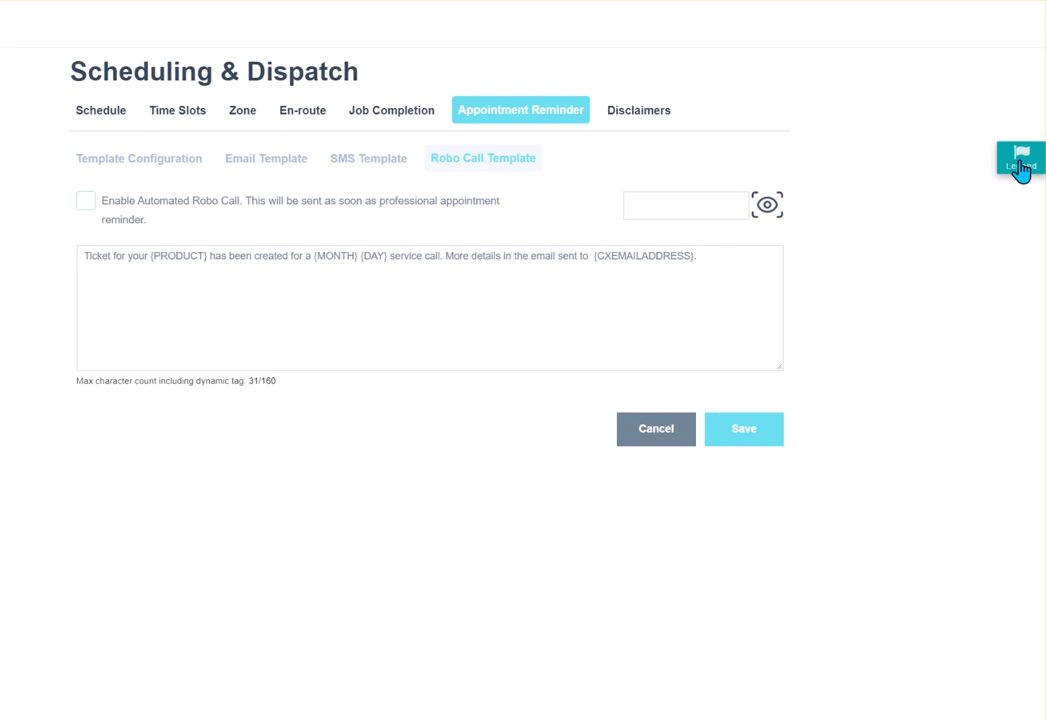 Scheduling & Dispatch
Schedule Time Slots Zone En-route Job Completion Appointment Reminder Disclaimers
Template Configuration Email Template SMS Template Robo Call Template
Enable Automated Robo Call. This will be sent as soon as professional appointment
reminder.
Ticket for your {PRODUCT} has been created for a {MONTH} {DAY} service call. More details in the email sent to {CXEMAILADDRESS}.
Max character count including dynamic tag: 31/160
Cancel Save